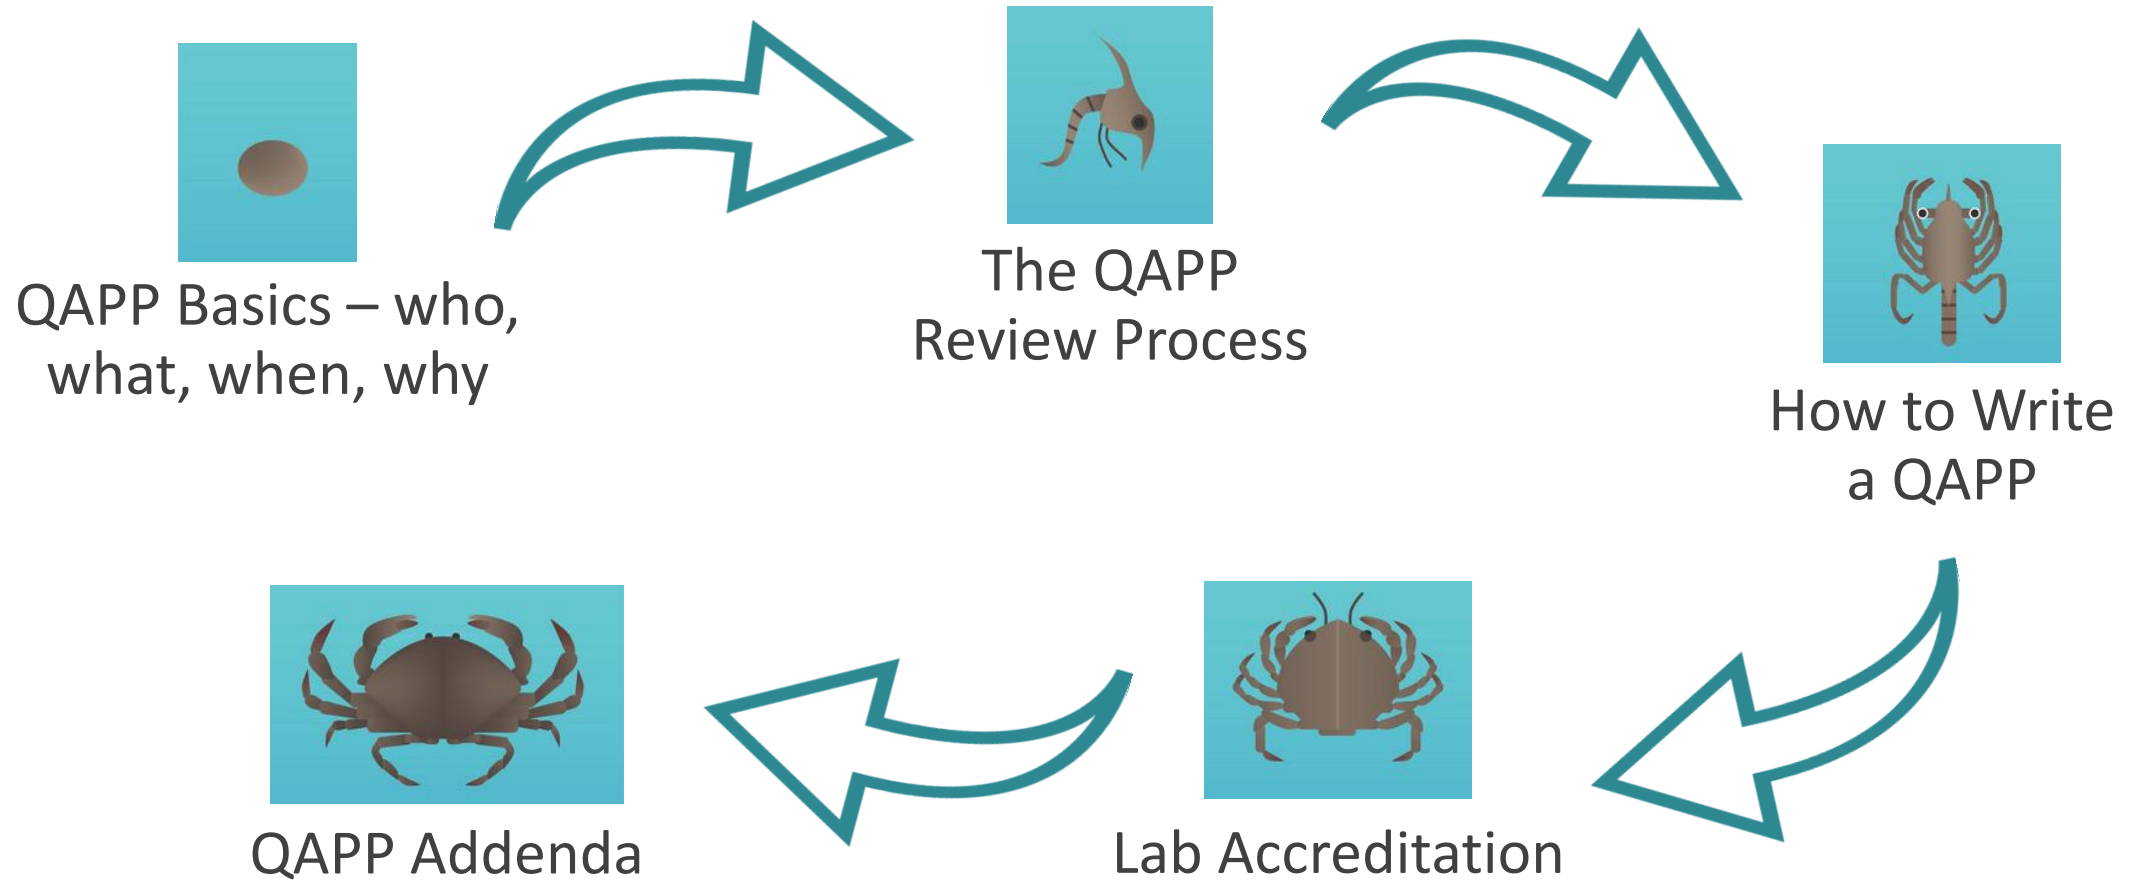 QAPP Basics – who,
what, when, why
The QAPP
Review Process
How to Write
a QAPP
Lab Accreditation
QAPP Addenda